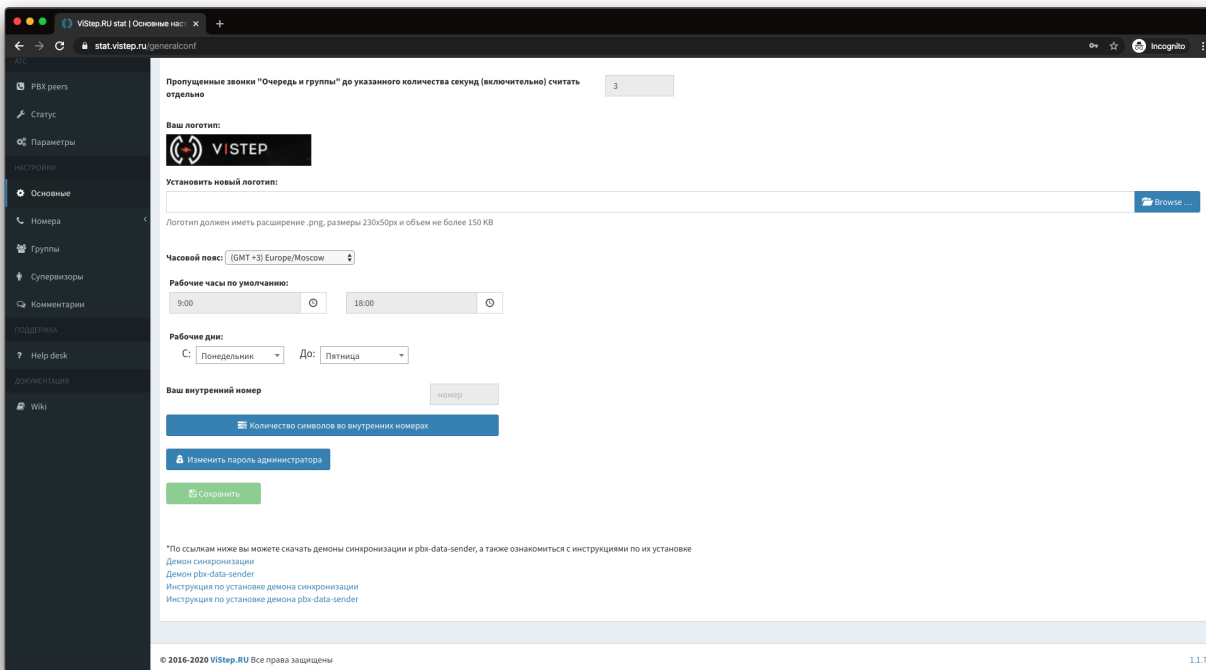 ViStep.RU stat | Основные нас
stat.vistep.ru/generalconf
Incognito
АТС
PBX peers
Статус
Параметры
НАСТРОЙКИ
Основные
Номера
Группы
Супервизоры
Комментарии
ПОДДЕРЖКА
Help desk
ДОКУМЕНТАЦИЯ
Wiki
Пропущенные звонки "Очередь и группы" до указанного количества секунд (включительно) считать
отдельно
3
Ваш логотип:
VISTEP
Установить новый логотип:
Browse ...
Логотип должен иметь расширение .png, размеры 230x50px и объем не более 150 KB
Часовой пояс: (GMT +3) Europe/Moscow
Рабочие часы по умолчанию:
9:00 18:00
Рабочие дни:
С: Понедельник До: Пятница
Ваш внутренний номер номер
Количество символов во внутренних номерах
Изменить пароль администратора
Сохранить
*По ссылкам ниже вы можете скачать демоны синхронизации и pbx-data-sender, а также ознакомиться с инструкциями по их установке
Демон синхронизации
Демон pbx-data-sender
Инструкция по установке демона синхронизации
Инструкция по установке демона pbx-data-sender
© 2016-2020 ViStep.RU Все права защищены
1.1.7